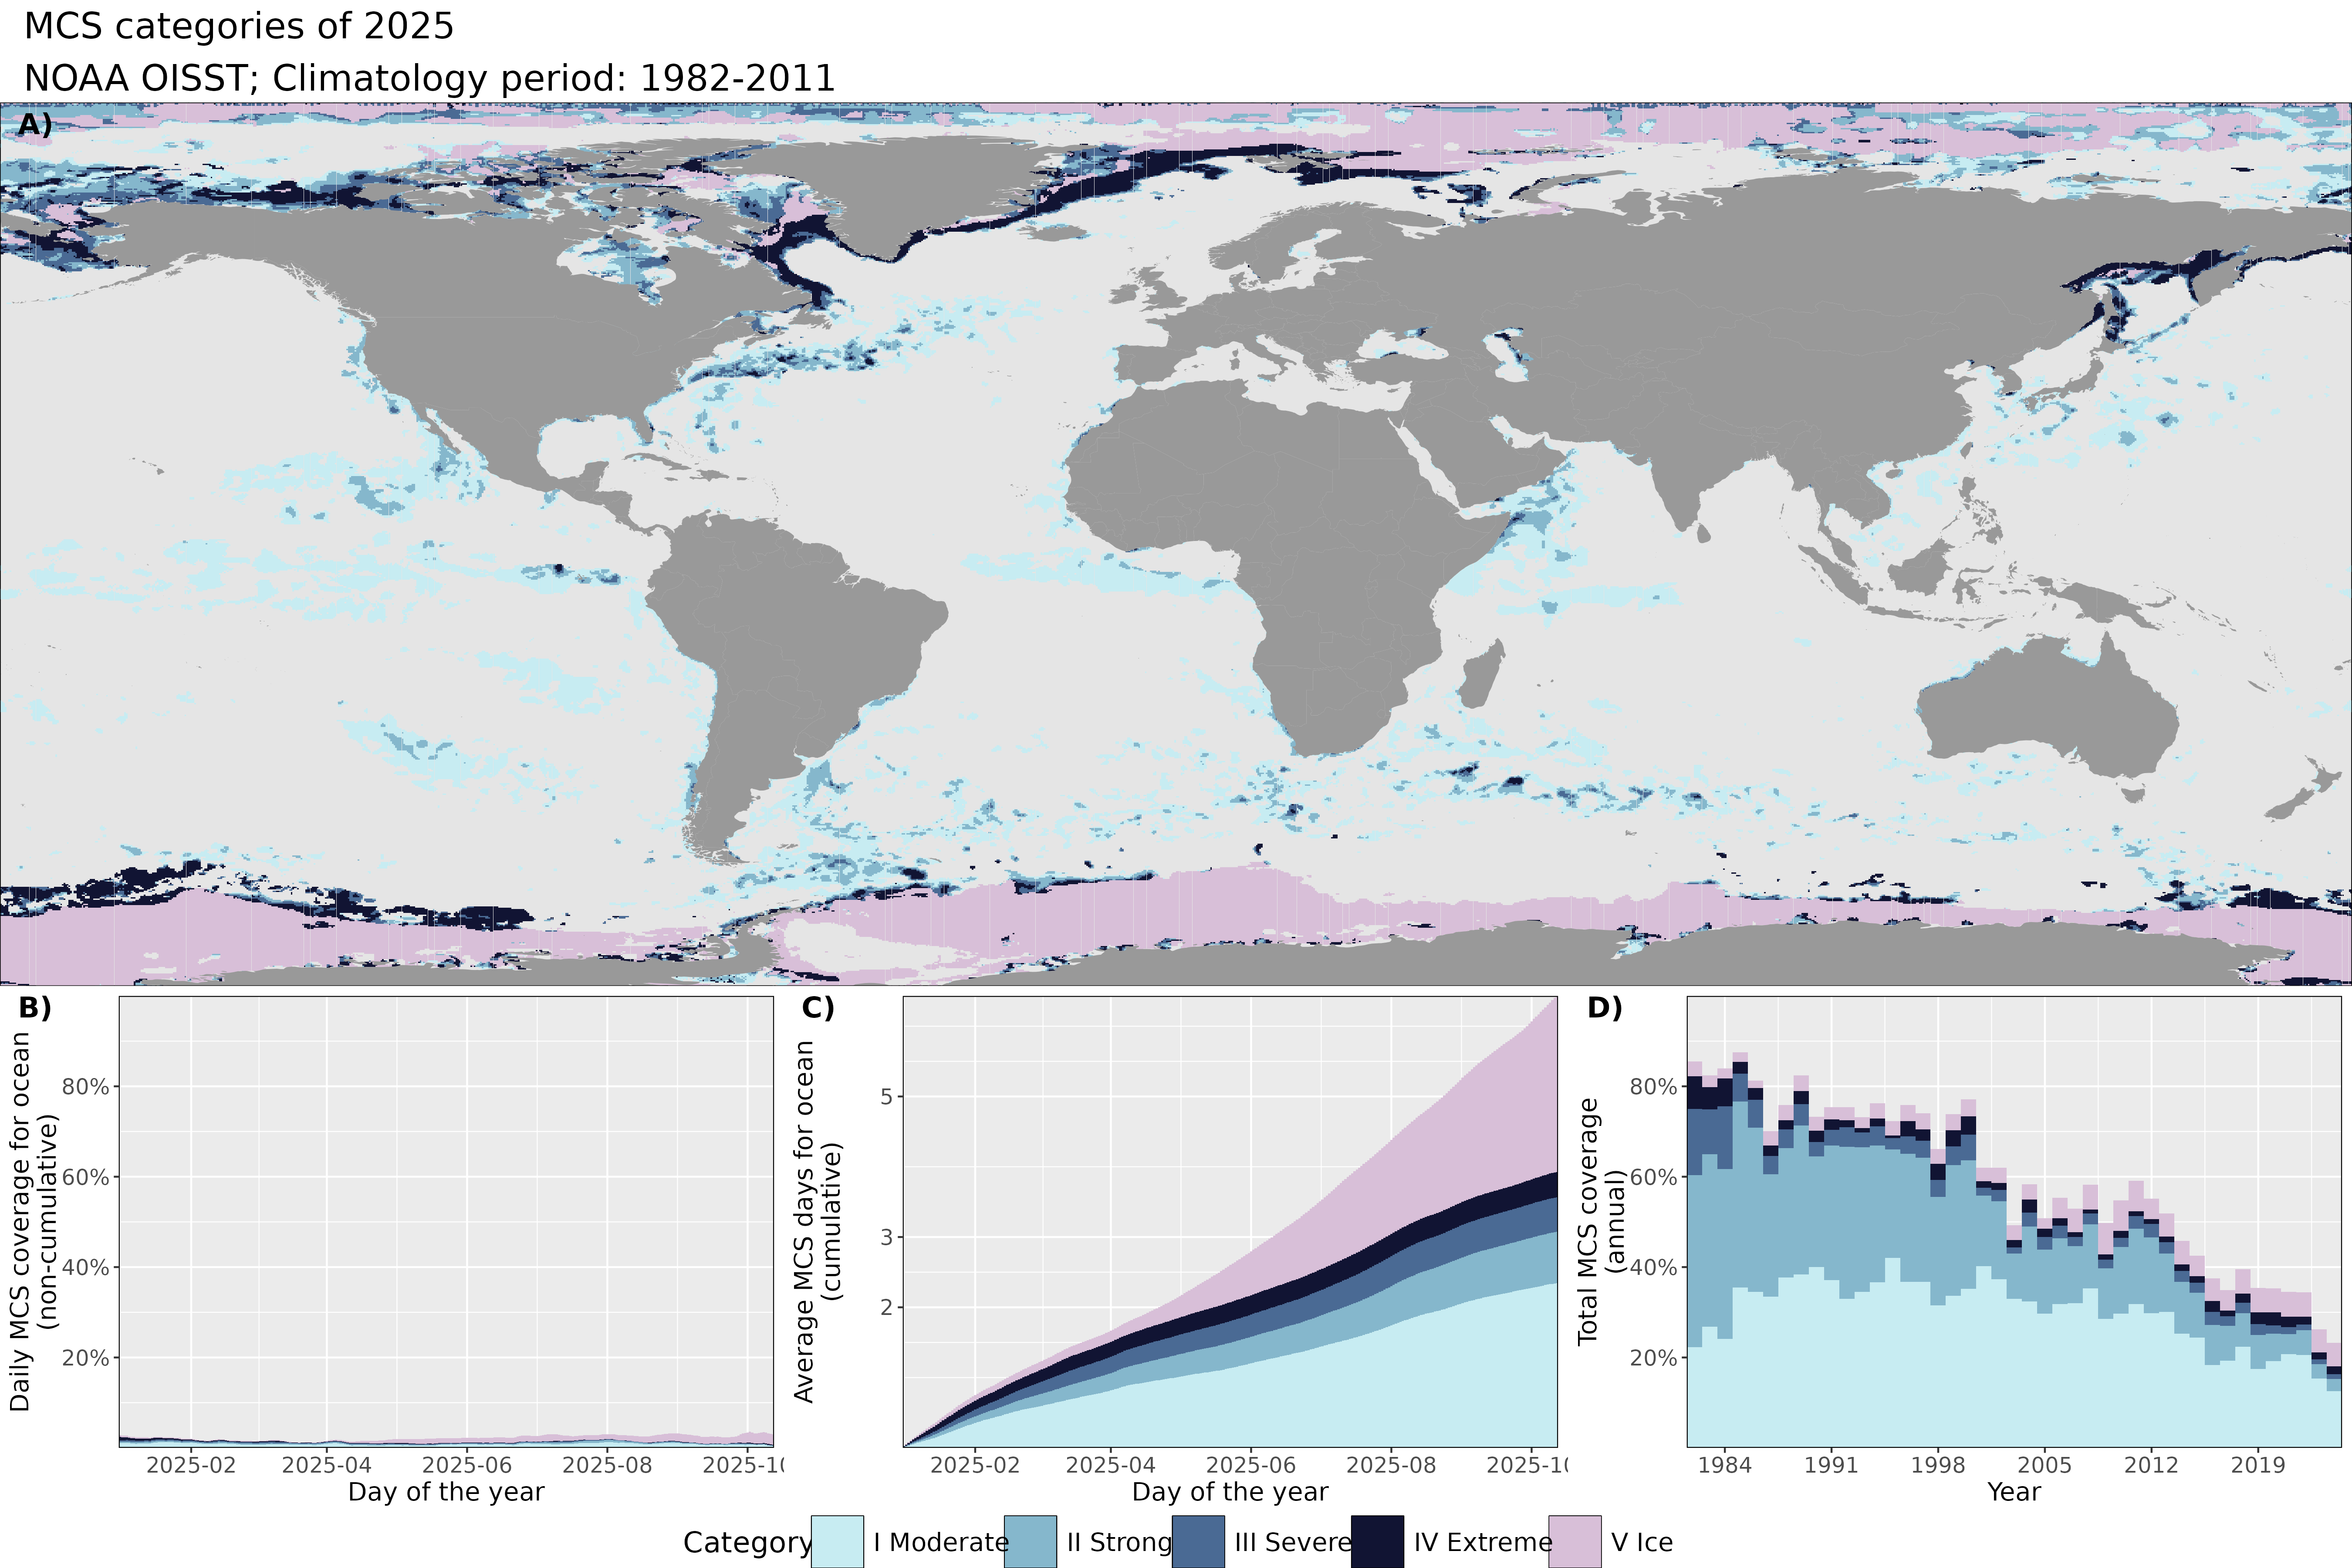 MCS categories of 2025
NOAA OISST; Climatology period: 1982-2011
A)
B)
Daily MCS coverage for ocean
(non-cumulative)
80%
60%
40%
20%
2025-02
2025-04
2025-06
2025-08
2025-1
Day of the year
C)
Average MCS days for ocean
(cumulative)
5
3
2
2025-02
2025-04
2025-06
2025-08
2025-1
Day of the year
D)
Total MCS coverage
(annual)
80%
60%
40%
20%
1984
1991
1998
2005
2012
2019
Year
Category
I Moderate
II Strong
III Severe
IV Extreme
V Ice